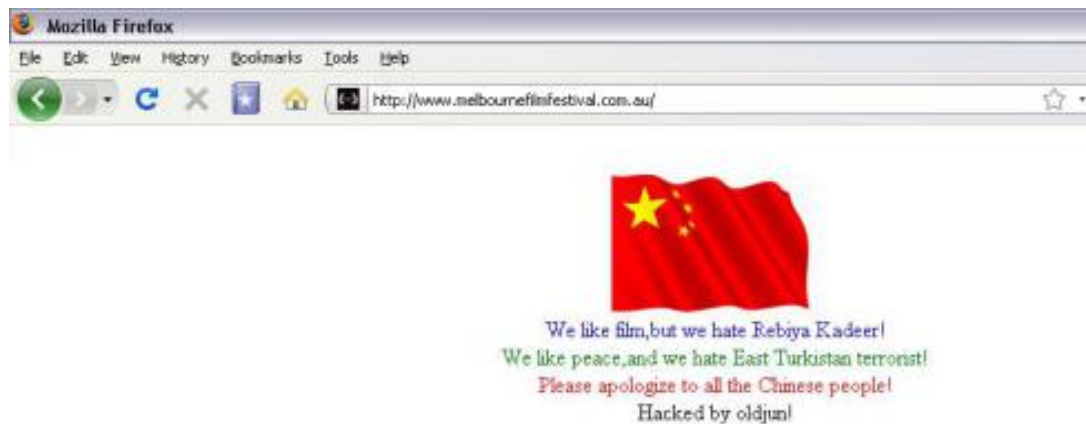 Mozilla Firefox
File Edit View History Bookmarks Tools Help
http://www.melbournefilmfestival.com.au/
We like film,but we hate Rebiya Kadeer!
We like peace,and we hate East Turkistan terrorist!
Please apologize to all the Chinese people!
Hacked by oldjun!